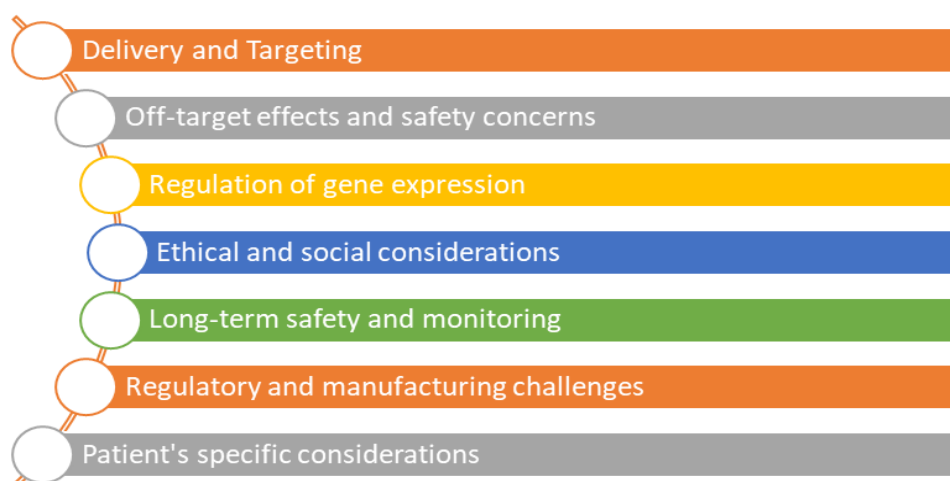 Delivery and Targeting
Off-target effects and safety concerns
Regulation of gene expression
Ethical and social considerations
Long-term safety and monitoring
Regulatory and manufacturing challenges
Patient's specific considerations